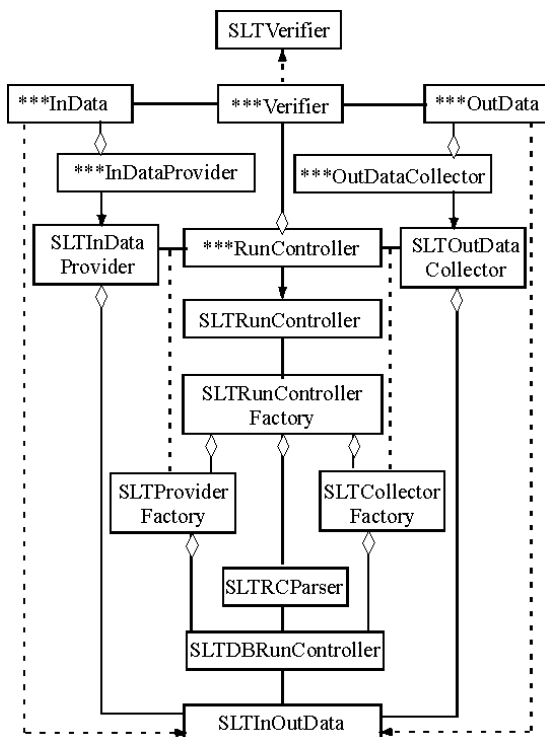 SLTVerifier
***InData
***Verifier
***OutData
***InDataProvider
***OutDataCollector
SLTInData
Provider
***RunController
SLTOutData
Collector
SLTRunController
SLTRunController
Factory
SLTProvider
Factory
SLTCollector
Factory
SLTRCParser
SLTDBRunController
SLTInOutData